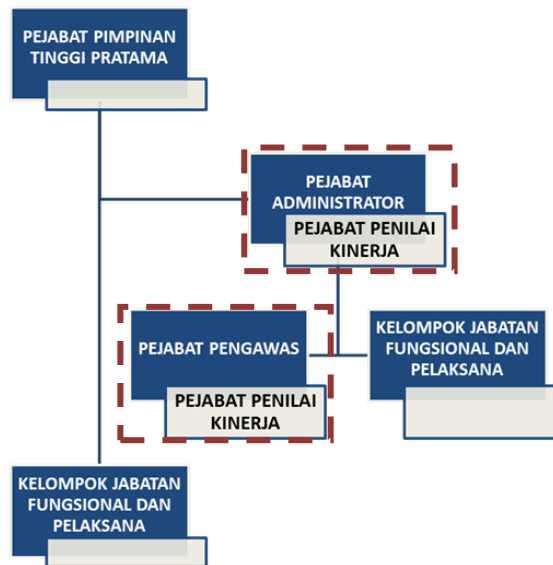 PEJABAT PIMPINAN
TINGGI PRATAMA
PEJABAT
ADMINISTRATOR
PEJABAT PENILAI
KINERJA
PEJABAT PENGAWAS
PEJABAT PENILAI
KINERJA
KELOMPOK JABATAN
FUNGSIONAL DAN
PELAKSANA
KELOMPOK JABATAN
FUNGSIONAL DAN
PELAKSANA